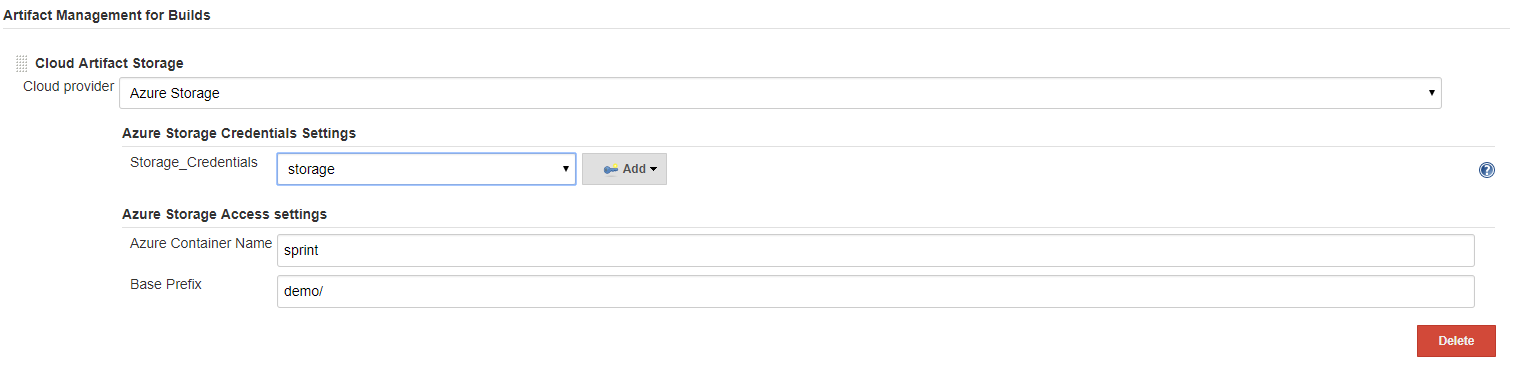 Artifact Management for Builds
Cloud Artifact Storage
Cloud provider
Azure Storage
Azure Storage Credentials Settings
Storage_Credentials
storage
Add
?
Azure Storage Access settings
Azure Container Name
sprint
Base Prefix
demo/
Delete